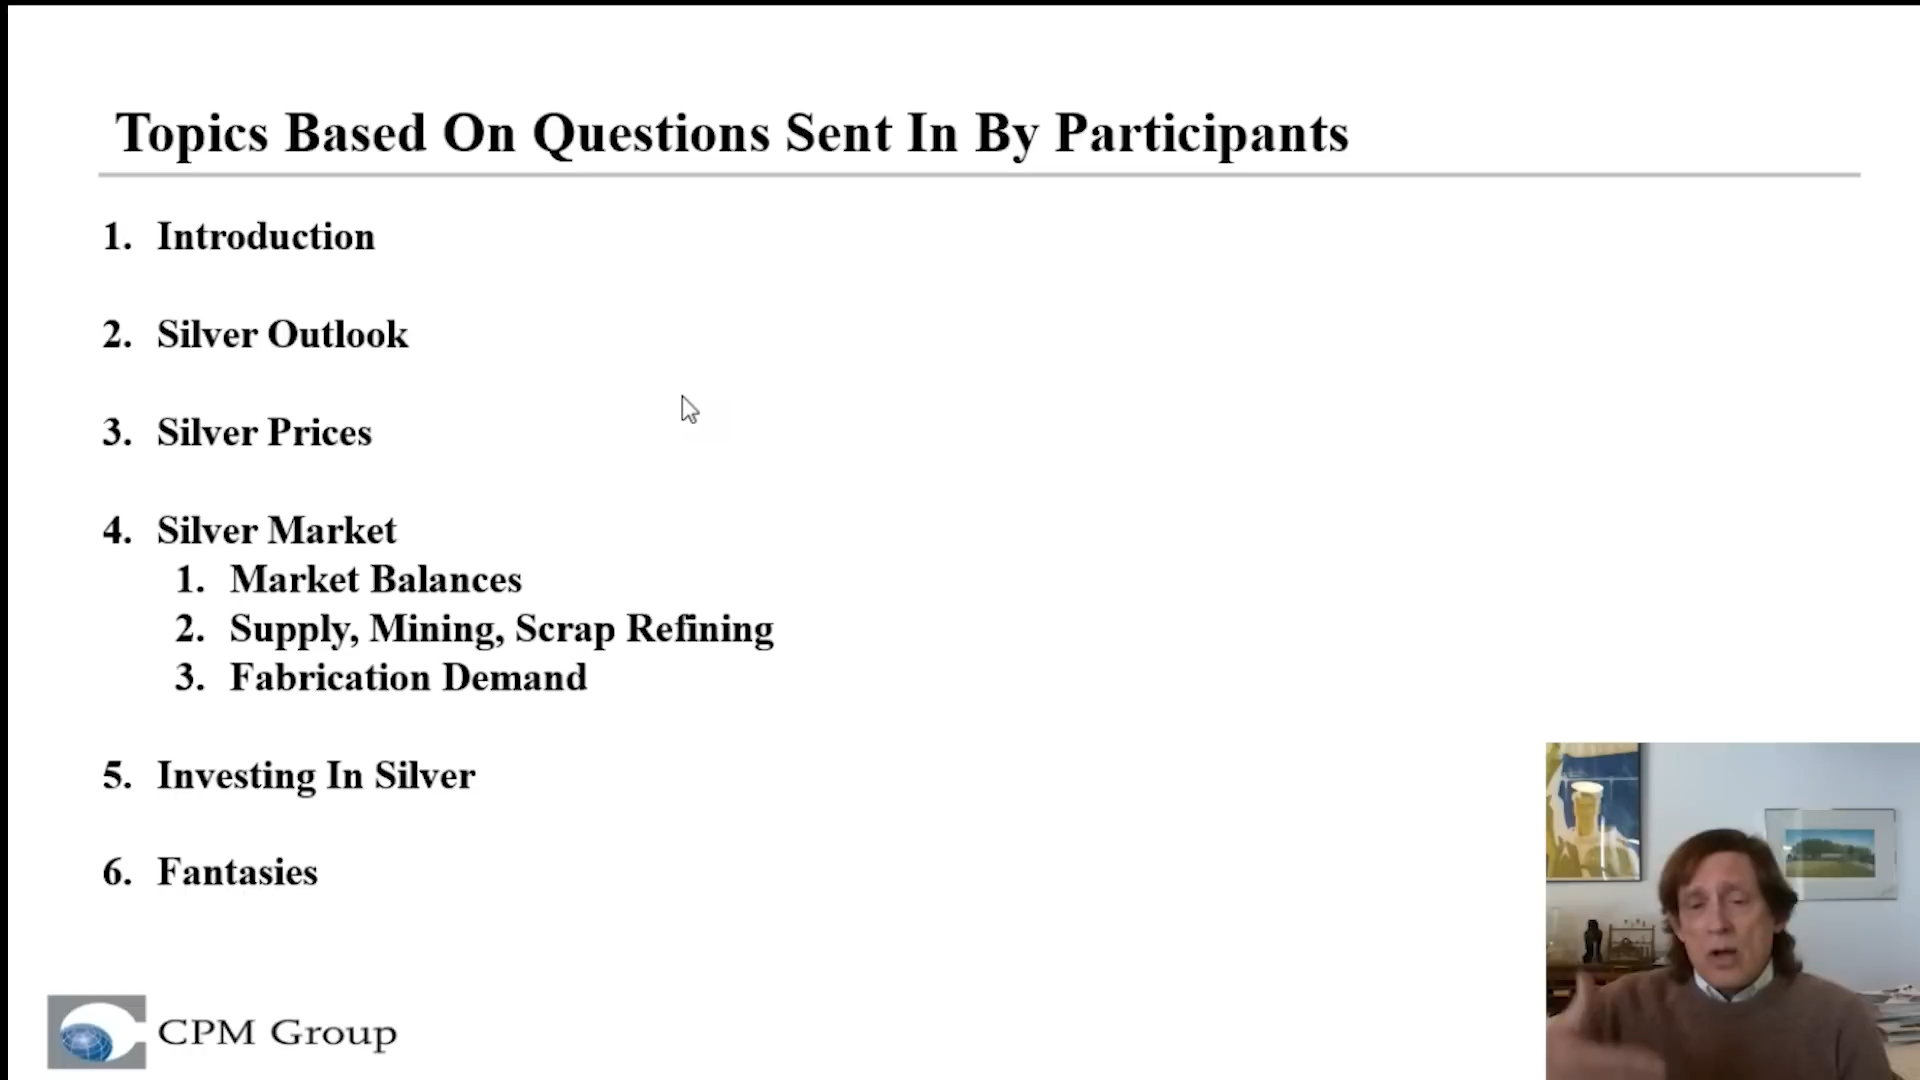 Topics Based On Questions Sent In By Participants
1. Introduction
2. Silver Outlook
3. Silver Prices
4. Silver Market
1. Market Balances
2. Supply, Mining, Scrap Refining
3. Fabrication Demand
5. Investing In Silver
6. Fantasies
CPM Group